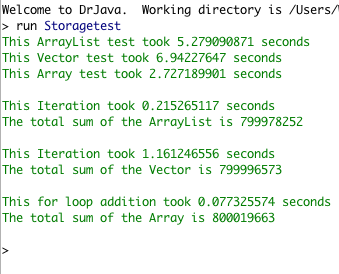 Welcome to DrJava.  Working directory is /Users/
> run Storagetest
This ArrayList test took 5.279090871 seconds
This Vector test took 6.94227647 seconds
This Array test took 2.727189901 seconds
This Iteration took 0.215265117 seconds
The total sum of the ArrayList is 799978252
This Iteration took 1.161246556 seconds
The total sum of the Vector is 799996573
This for loop addition took 0.077325574 seconds
The total sum of the Array is 800019663
>